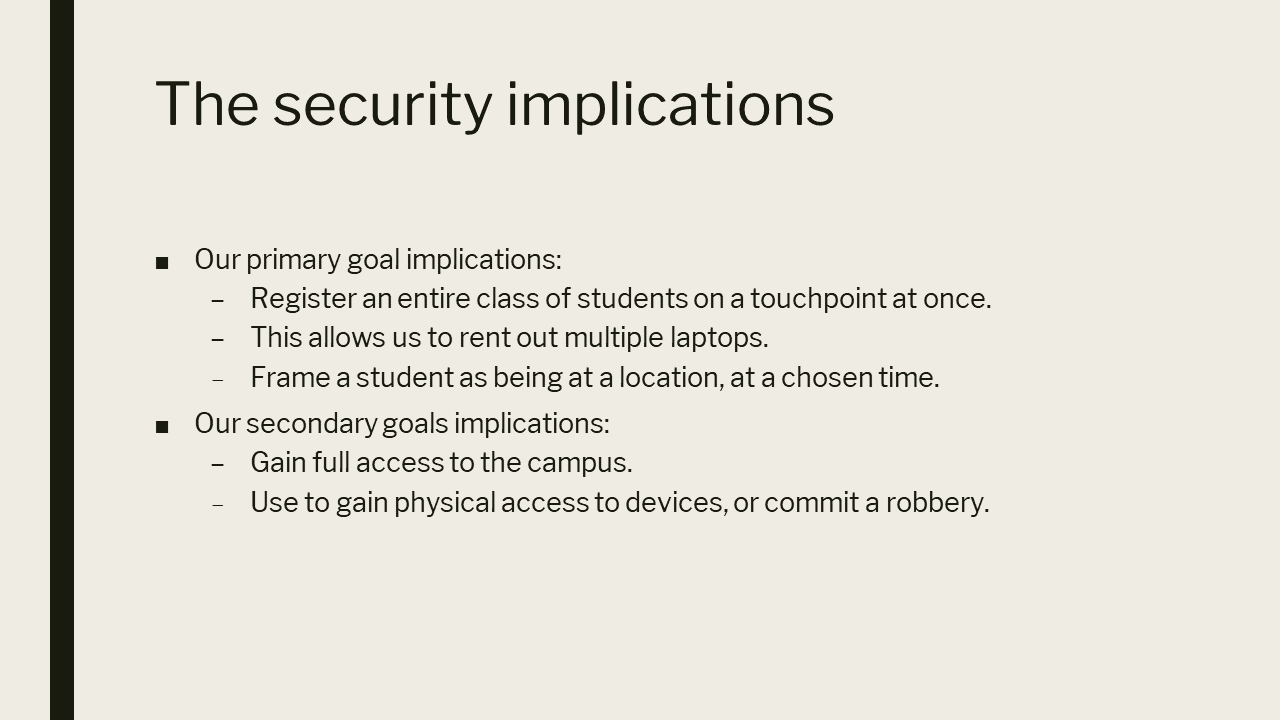 The security implications
■ Our primary goal implications:
– Register an entire class of students on a touchpoint at once.
– This allows us to rent out multiple laptops.
– Frame a student as being at a location, at a chosen time.
■ Our secondary goals implications:
– Gain full access to the campus.
– Use to gain physical access to devices, or commit a robbery.